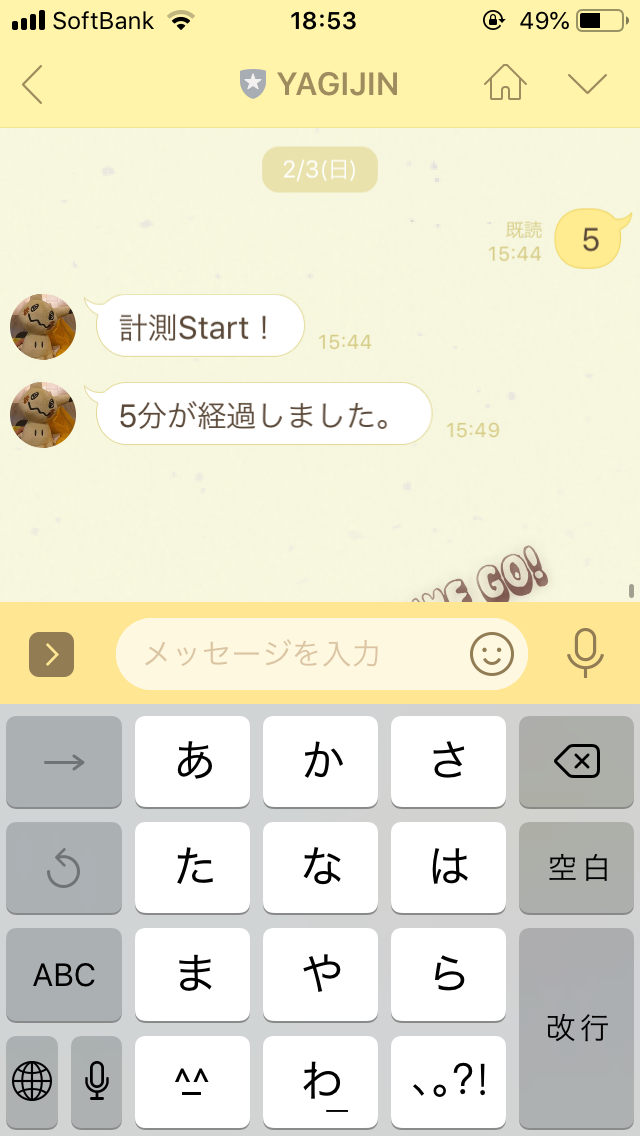 SoftBank 18:53 49%
YAGIJIN
2/3(日)
5
既読
15:44
計測Start！
15:44
5分が経過しました。
15:49
GO!
メッセージを入力
→ あ か さ
た な は 空白
ABC ま や ら 改行
^_^ わ_ 、。?!